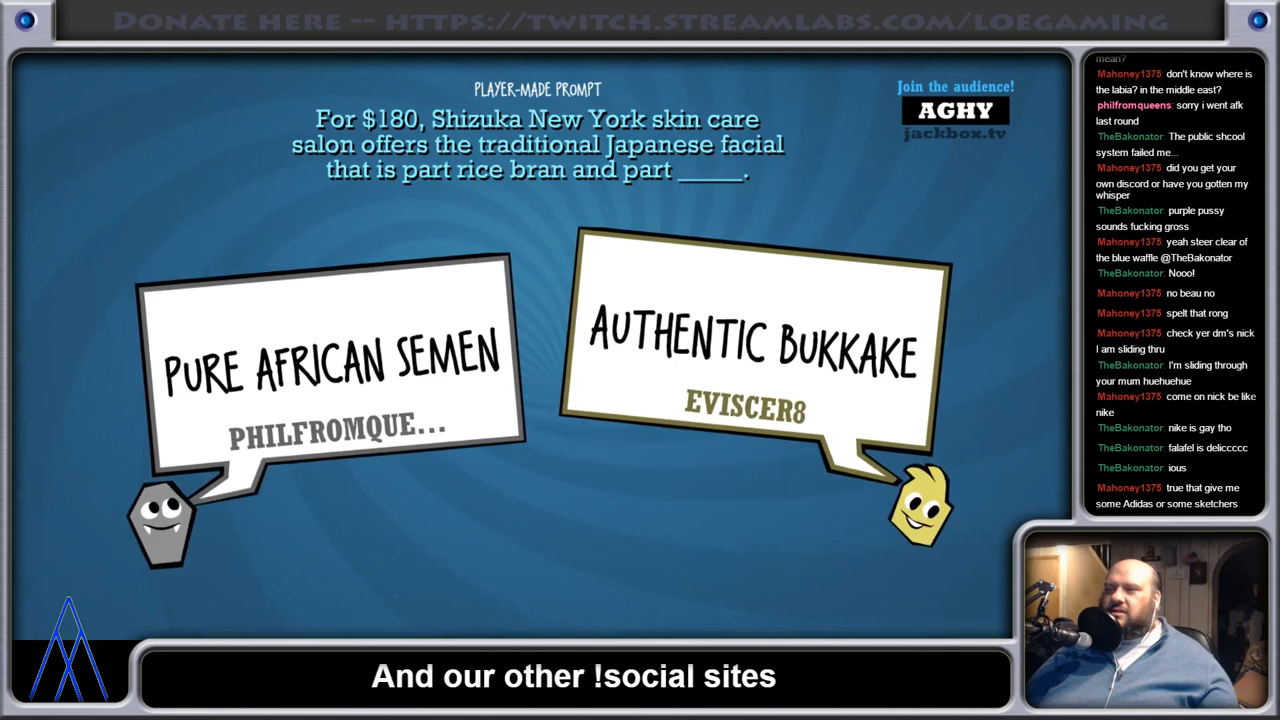 Donate here -- https://twitch.streamlabs.com/loegaming
PLAYER-MADE PROMPT
For $180, Shizuka New York skin care
salon offers the traditional Japanese facial
that is part rice bran and part _____.
Join the audience!
AGHY
jackbox.tv
PURE AFRICAN SEMEN
PHILFROMQUE...
AUTHENTIC BUKKAKE
EVISCER8
mean?
Mahoney1375: don't know where is
the labia? in the middle east?
philfromqueens: sorry i went afk
last round
TheBakonator: The public shcool
system failed me...
Mahoney1375: did you get your
own discord or have you gotten my
whisper
TheBakonator: purple pussy
sounds fucking gross
Mahoney1375: yeah steer clear of
the blue waffle @TheBakonator
TheBakonator: Nooo!
Mahoney1375: no beau no
Mahoney1375: spelt that rong
Mahoney1375: check yer dm's nick
I am sliding thru
TheBakonator: I'm sliding through
your mum huehuehue
Mahoney1375: come on nick be like
nike
TheBakonator: nike is gay tho
TheBakonator: falafel is deliccccc
TheBakonator: ious
Mahoney1375: true that give me
some Adidas or some sketchers
And our other !social sites